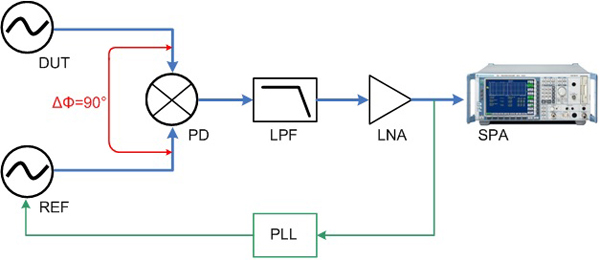 DUT
ΔΦ=90°
PD
LPF
LNA
SPA
REF
PLL